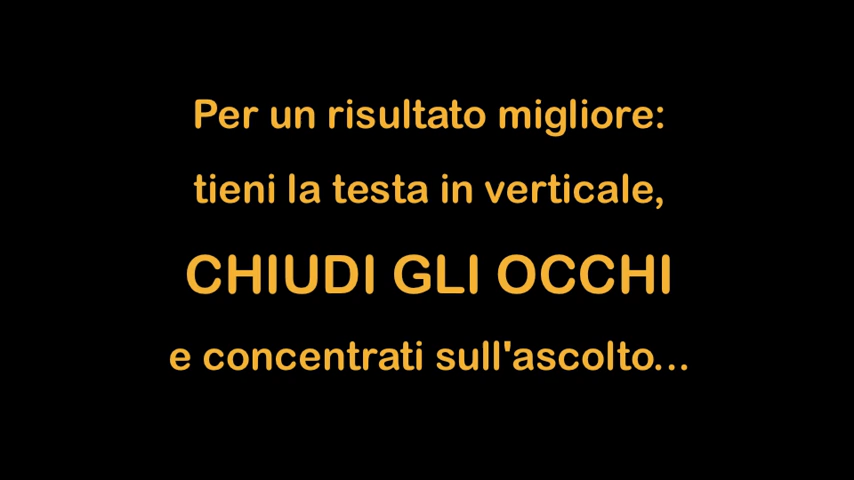 Per un risultato migliore:
tieni la testa in verticale,
CHIUDI GLI OCCHI
e concentrati sull'ascolto...